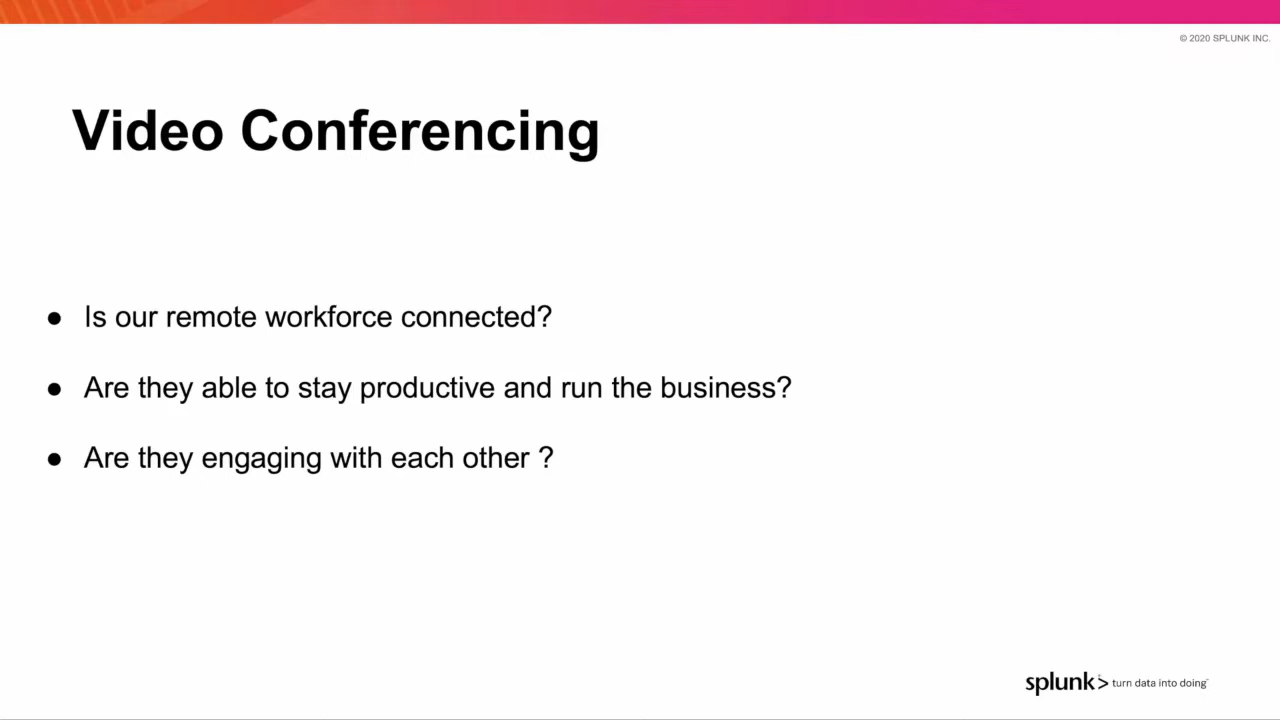 © 2020 SPLUNK INC.
Video Conferencing
● Is our remote workforce connected?
● Are they able to stay productive and run the business?
● Are they engaging with each other ?
splunk> turn data into doing™